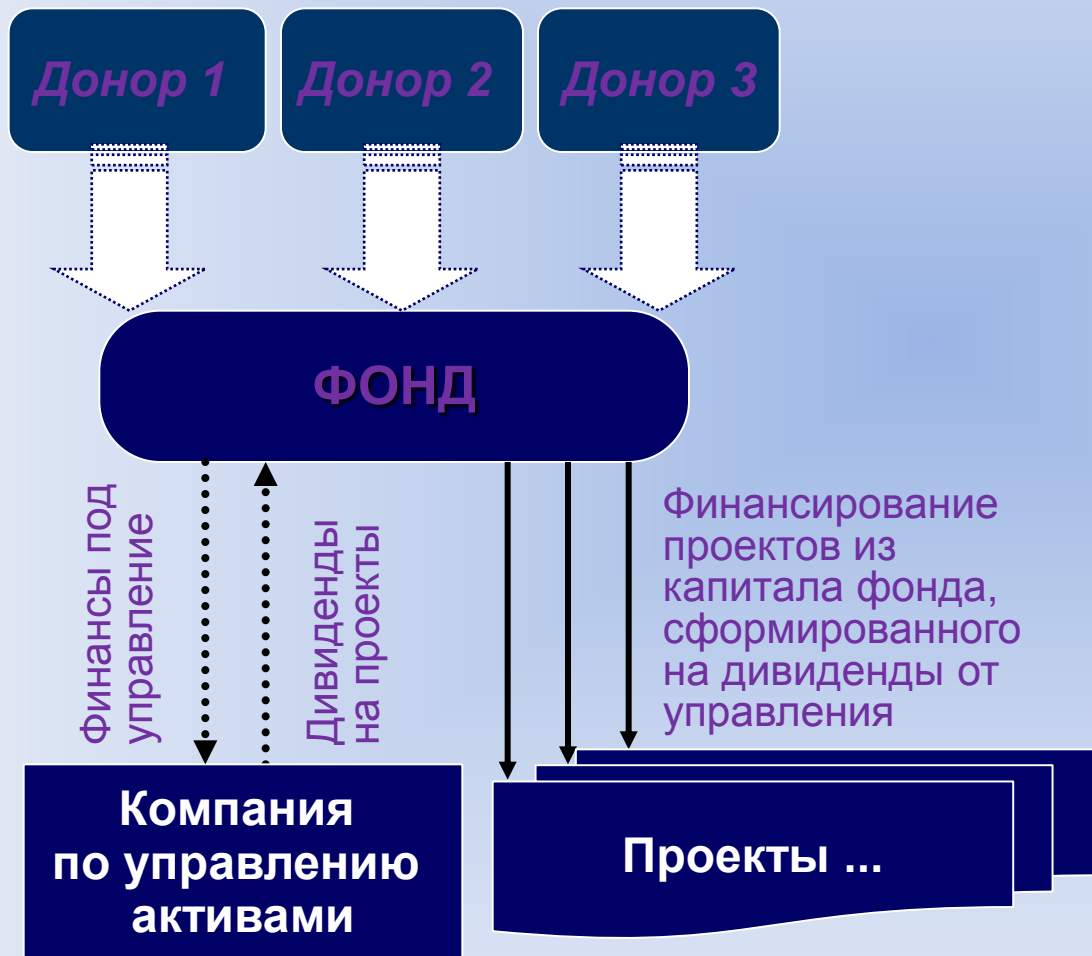 Донор 1
Донор 2
Донор 3
ФОНД
Финансы под
управление
Дивиденды
на проекты
Финансирование
проектов из
капитала фонда,
сформированного
на дивиденды от
управления
Компания
по управлению
активами
Проекты ...